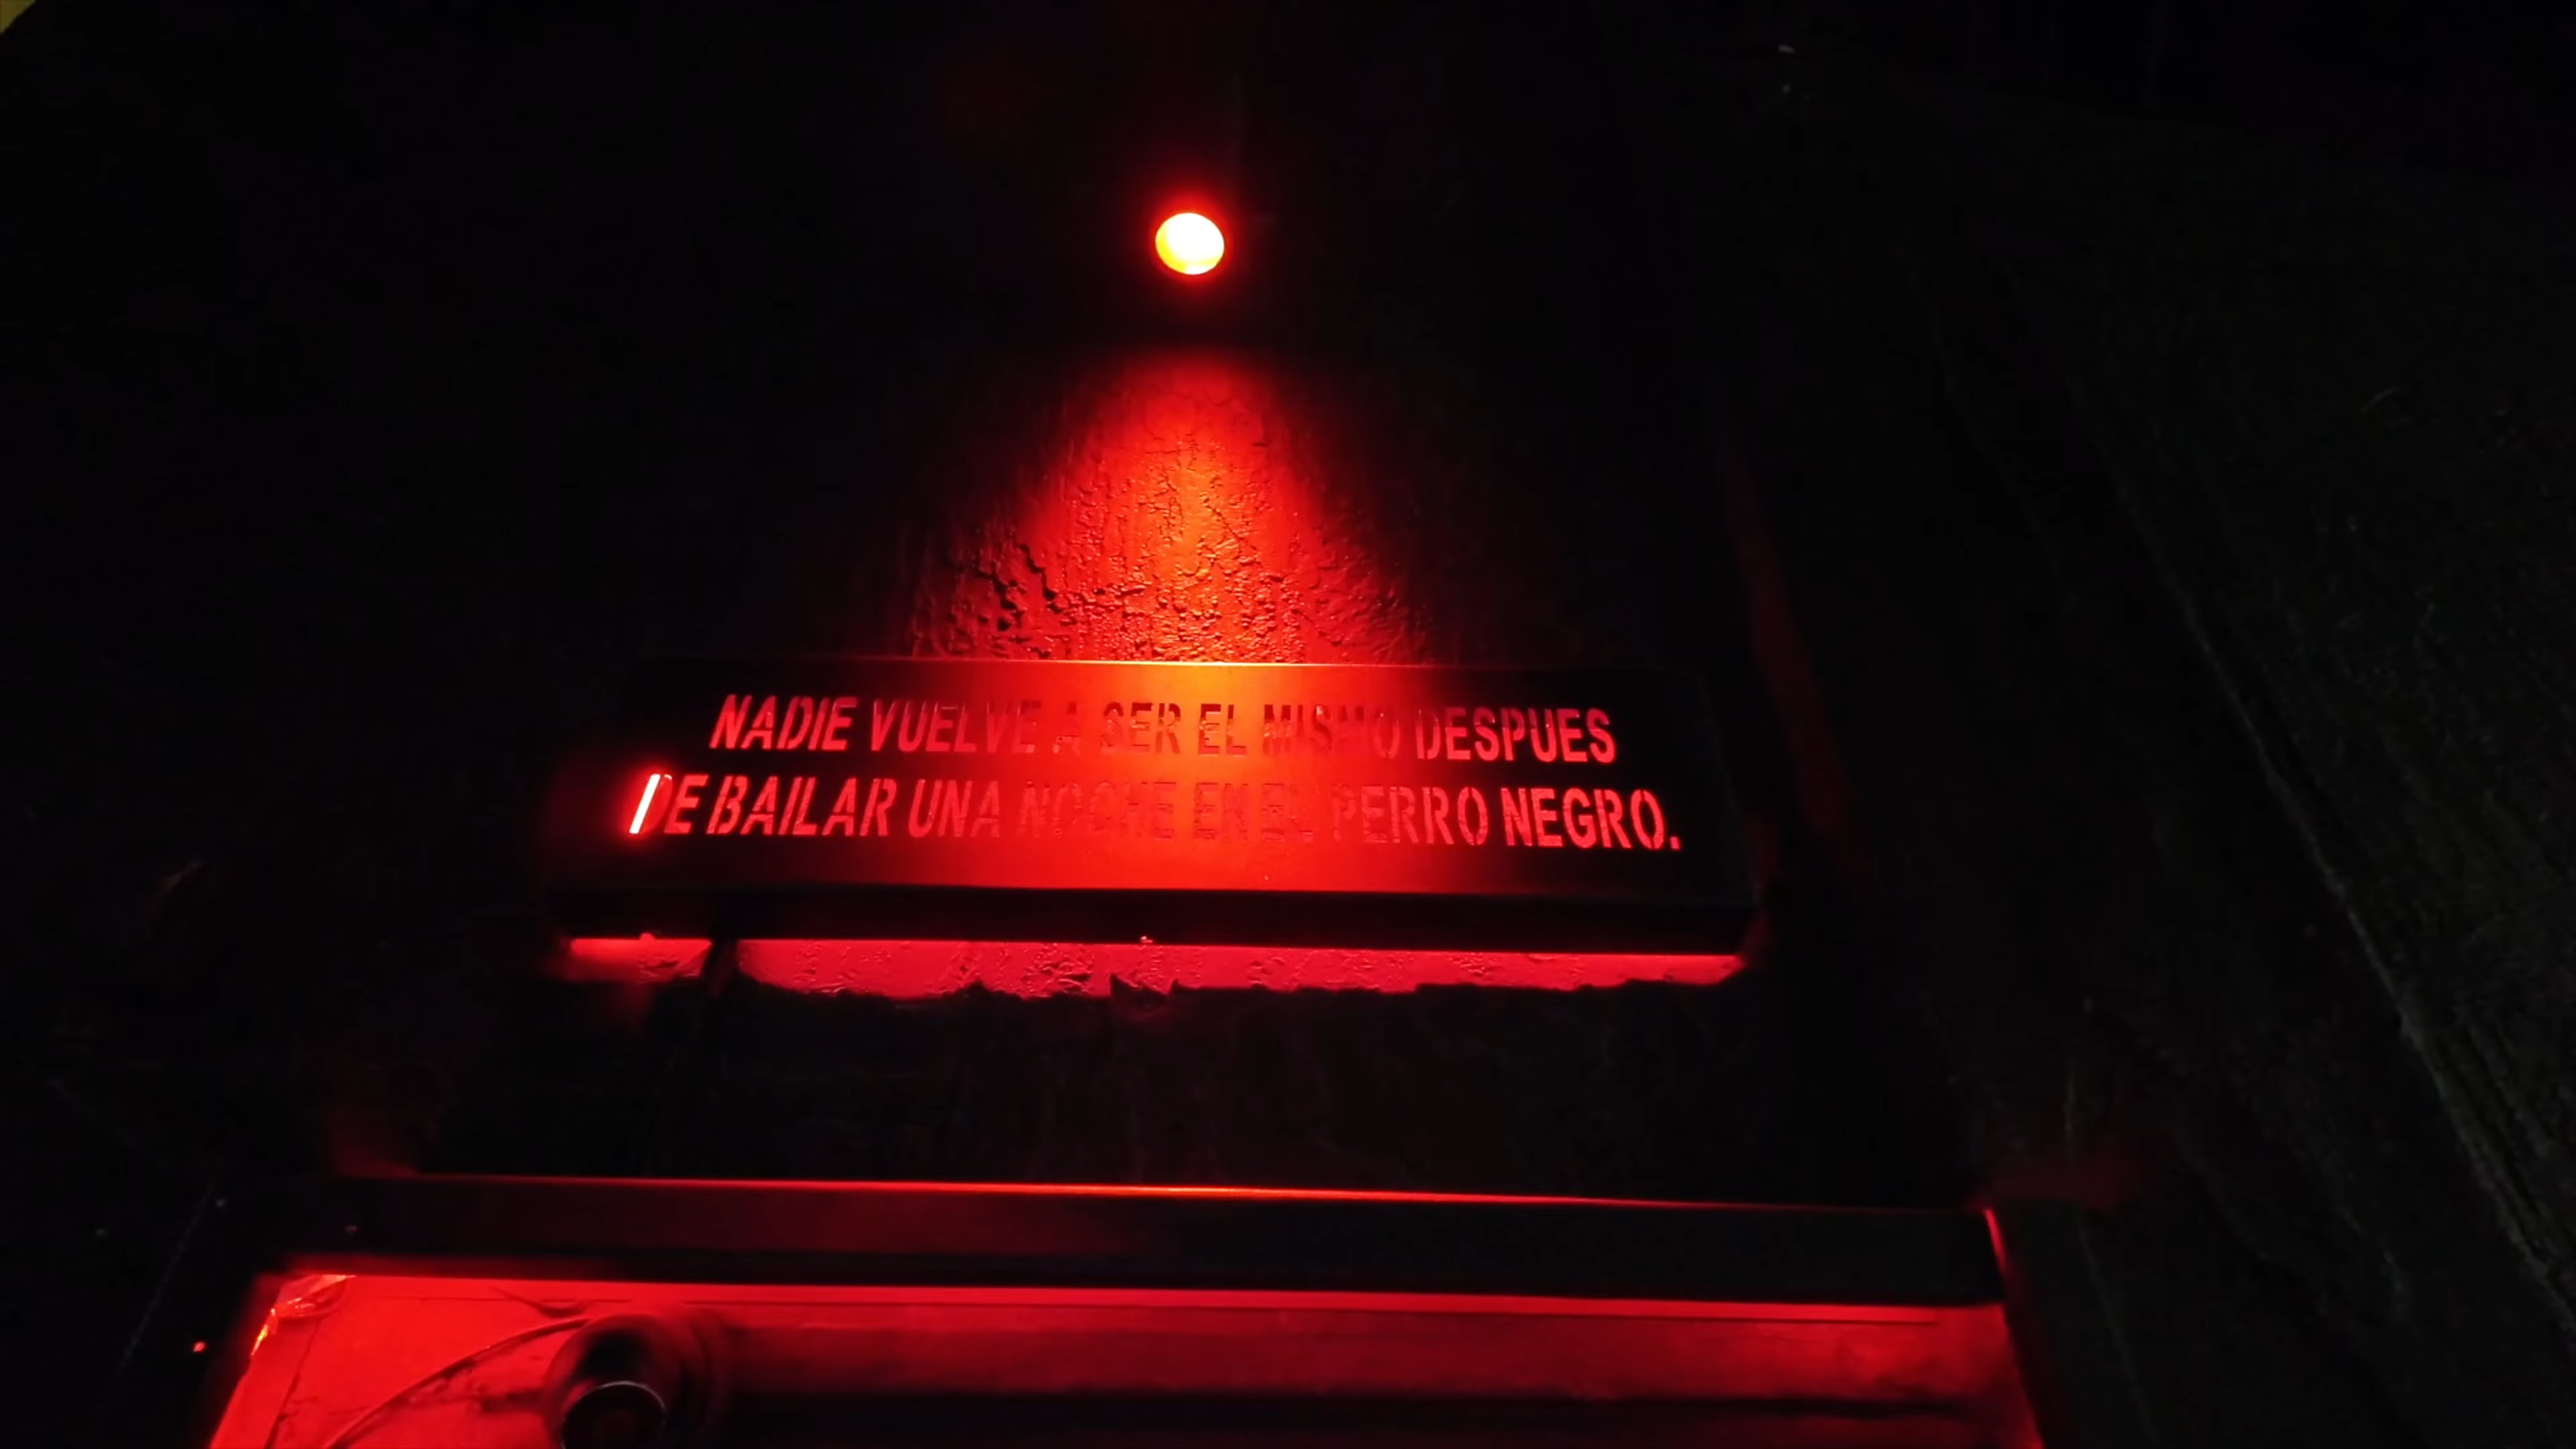 NADIE VUELVE A SER EL MISMO DESPUES
DE BAILAR UNA NOCHE EN EL PERRO NEGRO.